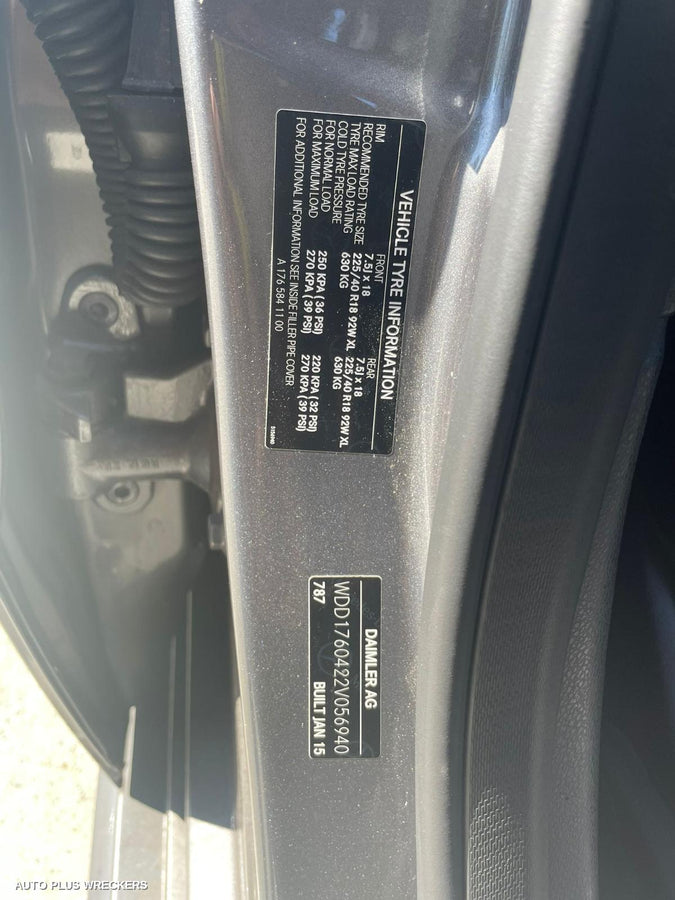 VEHICLE TYRE INFORMATION
FRONT REAR
RIM 7.5J x 18 7.5J x 18
RECOMMENDED TYRE SIZE 225/40 R18 92W XL 225/40 R18 92W XL
TYRE MAX LOAD RATING 630 KG 630 KG
COLD TYRE PRESSURE
FOR NORMAL LOAD 250 KPA (36 PSI) 220 KPA (32 PSI)
FOR MAXIMUM LOAD 270 KPA (39 PSI) 270 KPA (39 PSI)
FOR ADDITIONAL INFORMATION SEE INSIDE FILLER PIPE COVER
A 176 584 11 00
DAIMLER AG
WDD1760422V056940
787 BUILT JAN 15
AUTO PLUS WRECKERS